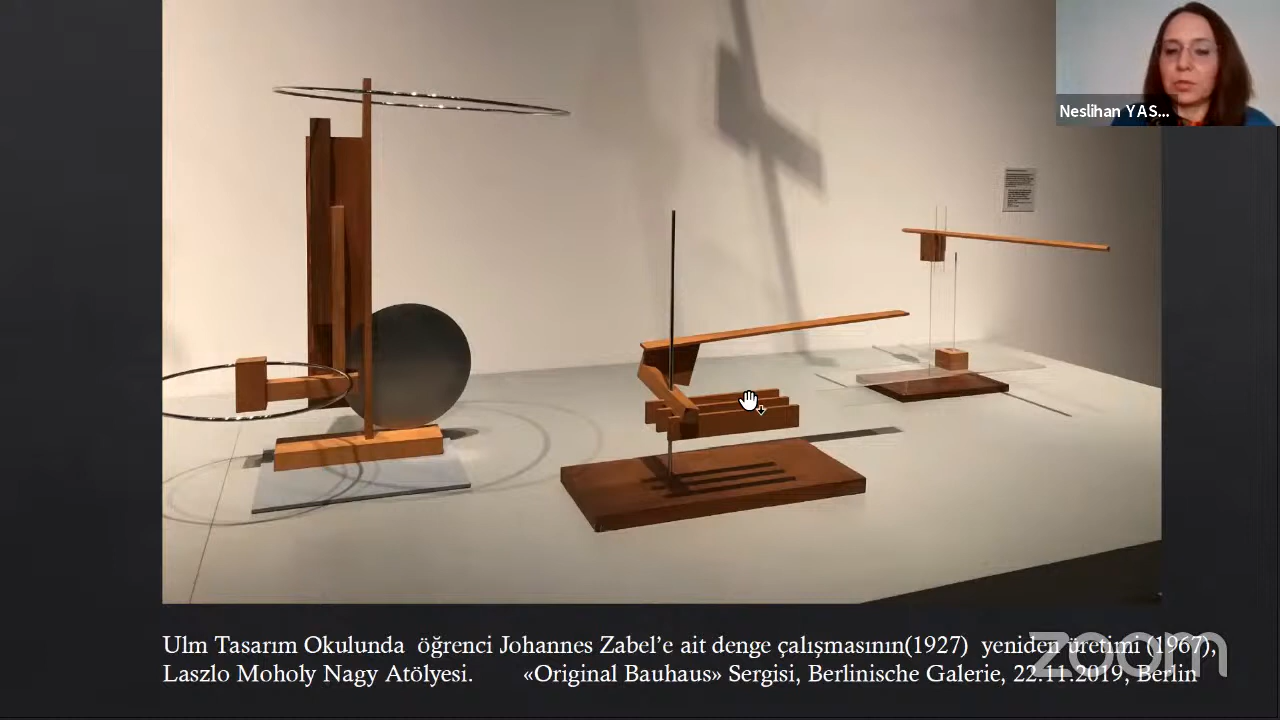 Neslihan YAS...
Ulm Tasarım Okulunda öğrenci Johannes Zabel'e ait denge çalışmasının(1927) yeniden üretimi (1967),
Laszlo Moholy Nagy Atölyesi. «Original Bauhaus» Sergisi, Berlinische Galerie, 22.11.2019, Berlin
zoom